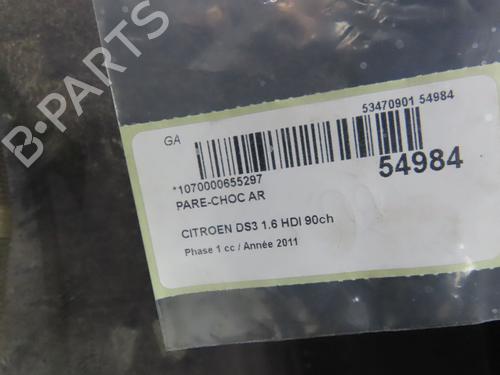 B-PARTS
GA
53470901 54984
54984
*1070000655297
PARE-CHOC AR
CITROEN DS3 1.6 HDI 90ch
Phase 1 cc / Année 2011